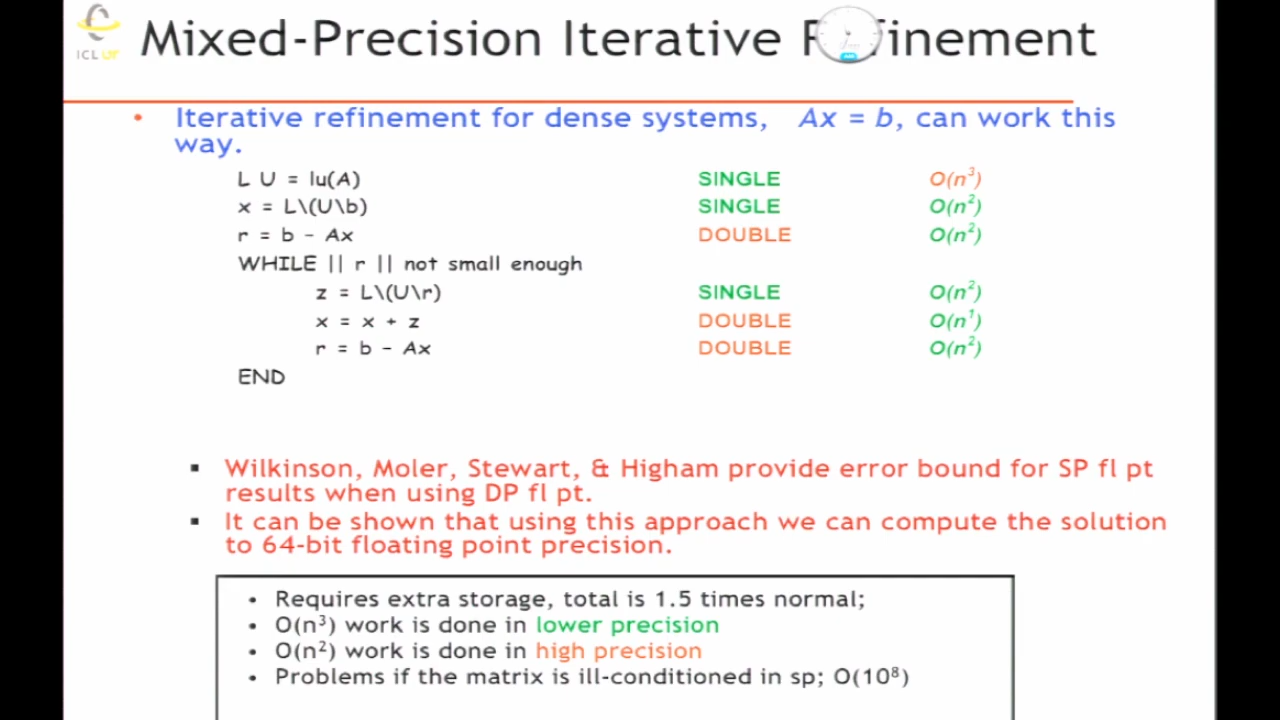 ICL UT
Mixed-Precision Iterative Refinement
• Iterative refinement for dense systems, Ax = b, can work this
way.
L U = lu(A) SINGLE O(n³)
x = L\(U\b) SINGLE O(n²)
r = b – Ax DOUBLE O(n²)
WHILE || r || not small enough
z = L\(U\r) SINGLE O(n²)
x = x + z DOUBLE O(n¹)
r = b – Ax DOUBLE O(n²)
END
▪ Wilkinson, Moler, Stewart, & Higham provide error bound for SP fl pt
results when using DP fl pt.
▪ It can be shown that using this approach we can compute the solution
to 64-bit floating point precision.
• Requires extra storage, total is 1.5 times normal;
• O(n³) work is done in lower precision
• O(n²) work is done in high precision
• Problems if the matrix is ill-conditioned in sp; O(10⁸)